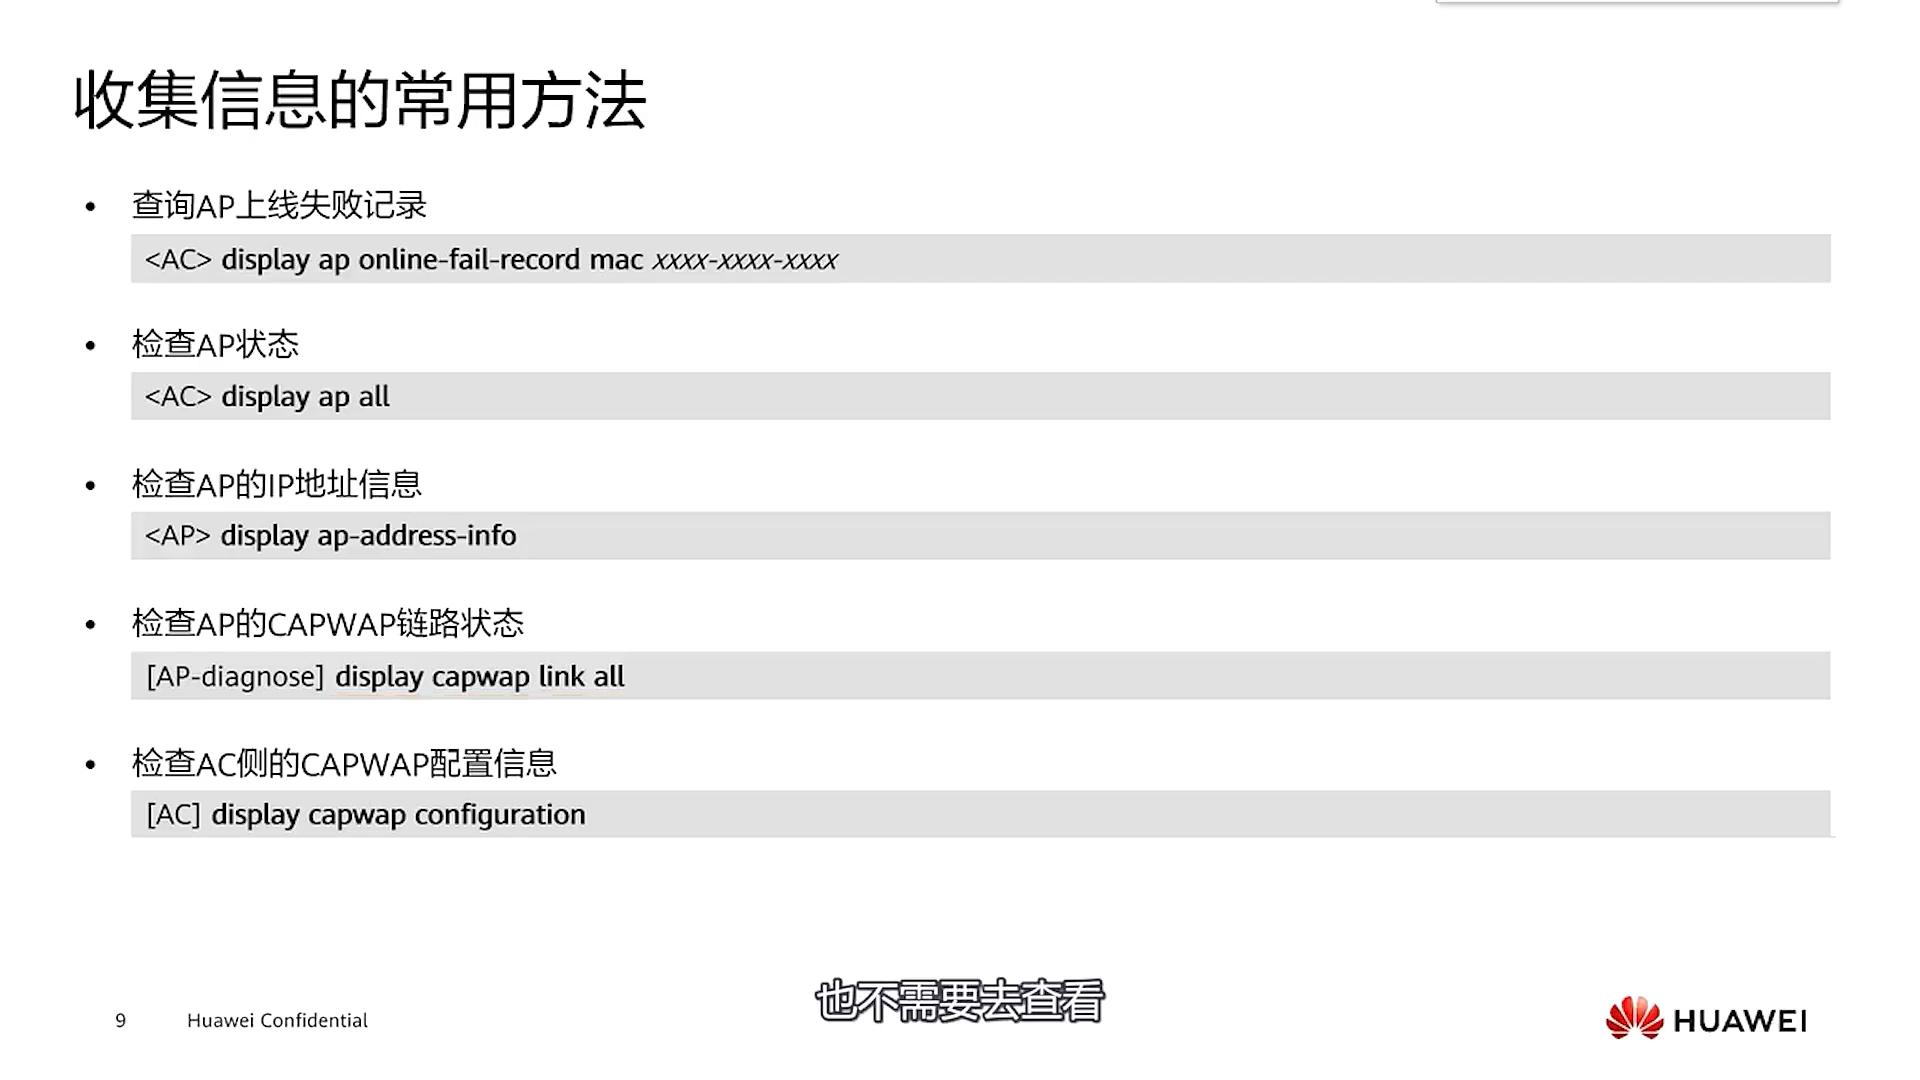 收集信息的常用方法
• 查询AP上线失败记录
<AC> display ap online-fail-record mac xxxx-xxxx-xxxx
• 检查AP状态
<AC> display ap all
• 检查AP的IP地址信息
<AP> display ap-address-info
• 检查AP的CAPWAP链路状态
[AP-diagnose] display capwap link all
• 检查AC侧的CAPWAP配置信息
[AC] display capwap configuration
也不需要去查看
9 Huawei Confidential
HUAWEI